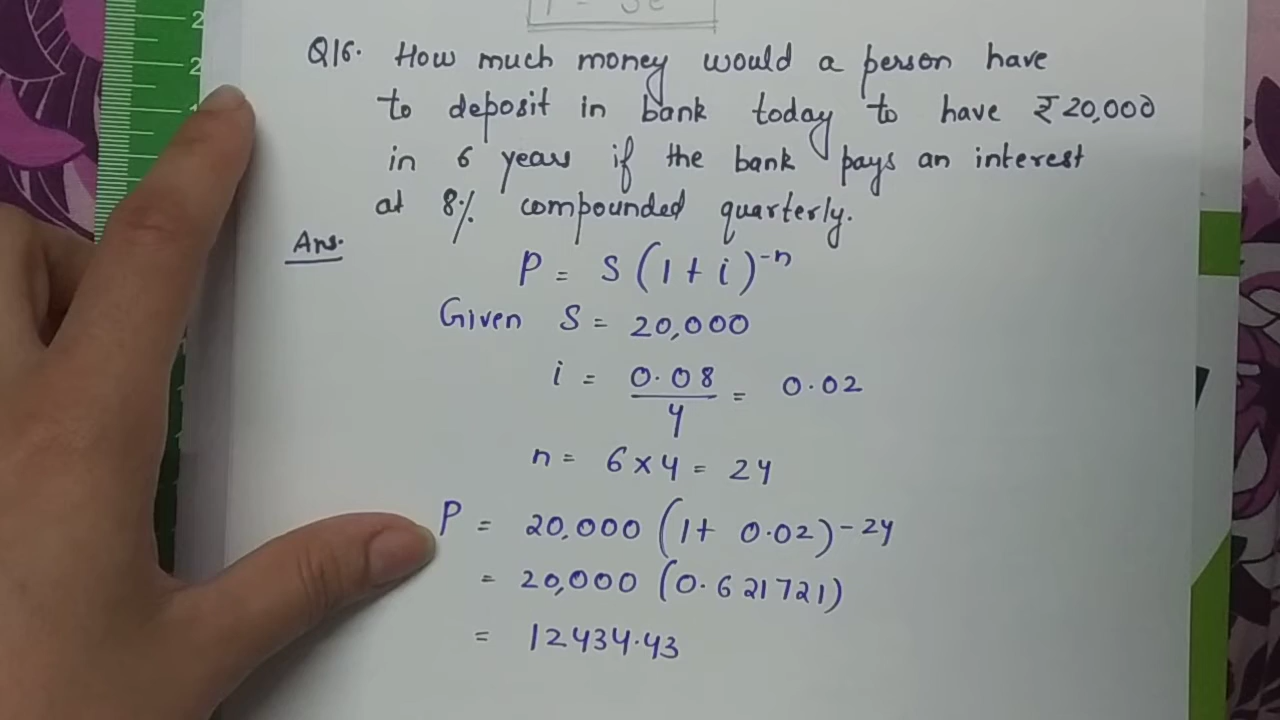 Q16. How much money would a person have
to deposit in bank today to have ₹ 20,000
in 6 years if the bank pays an interest
at 8% compounded quarterly.
Ans.
P = S(1+i)^-n
Given S = 20,000
i = 0.08/4 = 0.02
n = 6×4 = 24
P = 20,000 (1+ 0.02)^-24
= 20,000 (0.621721)
= 12434.43